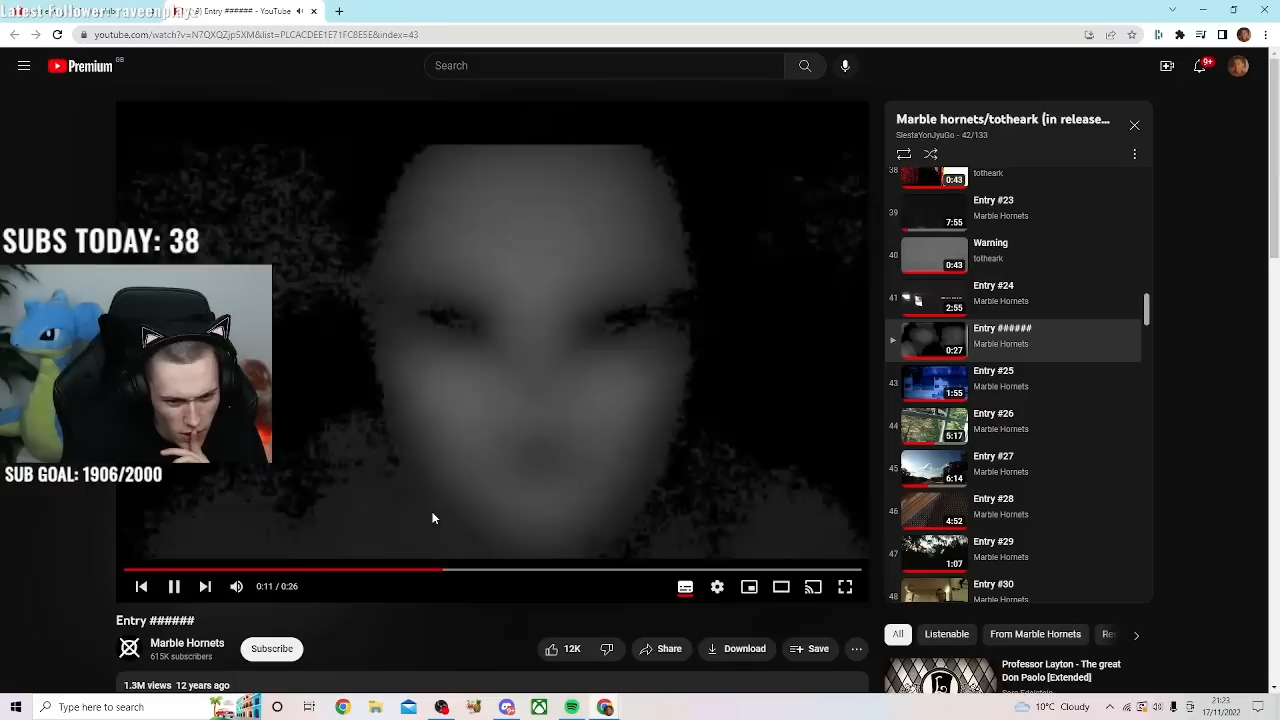 Latest Follower: raveenplayz
Entry ###### - YouTube
youtube.com/watch?v=N7QXQZjpSXM&list=PLCACDEE1E71FC8E5E&index=43
Premium
GB
Search
9+
SUBS TODAY: 38
SUB GOAL: 1906/2000
0:11 / 0:26
Entry ######
Marble Hornets
615K subscribers
Subscribe
12K
Share
Download
Save
1.3M views 12 years ago
Marble hornets/totheark (in release...
SiestaYonJyuGo - 42/133
38
0:43
totheark
39
7:55
Entry #23
Marble Hornets
40
0:43
Warning
totheark
41
2:55
Entry #24
Marble Hornets
0:27
Entry ######
Marble Hornets
43
1:55
Entry #25
Marble Hornets
44
5:17
Entry #26
Marble Hornets
45
6:14
Entry #27
Marble Hornets
46
4:52
Entry #28
Marble Hornets
47
1:07
Entry #29
Marble Hornets
48
Entry #30
Marble Hornets
All
Listenable
From Marble Hornets
Professor Layton - The great
Don Paolo [Extended]
Type here to search
10°C Cloudy
21:23
17/11/2022